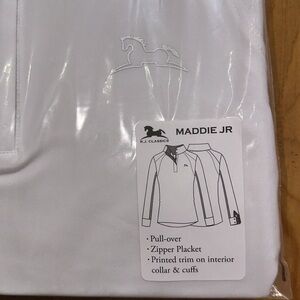 R.J. CLASSICS
MADDIE JR
· Pull-over
· Zipper Placket
· Printed trim on interior
collar & cuffs